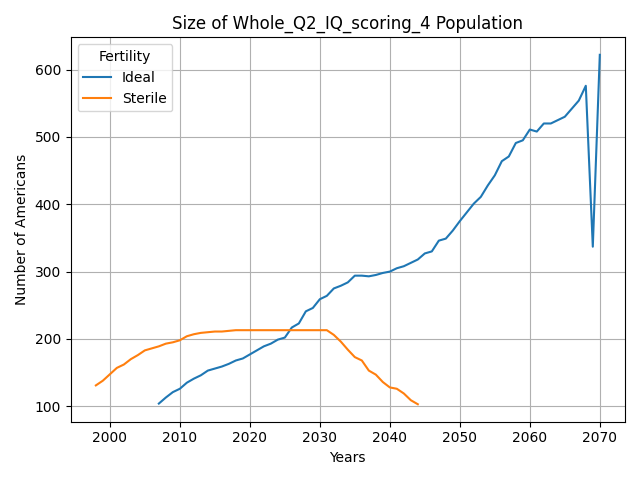 Size of Whole_Q2_IQ_scoring_4 Population
Fertility
Ideal
Sterile
Number of Americans
600
500
400
300
200
100
2000 2010 2020 2030 2040 2050 2060 2070
Years